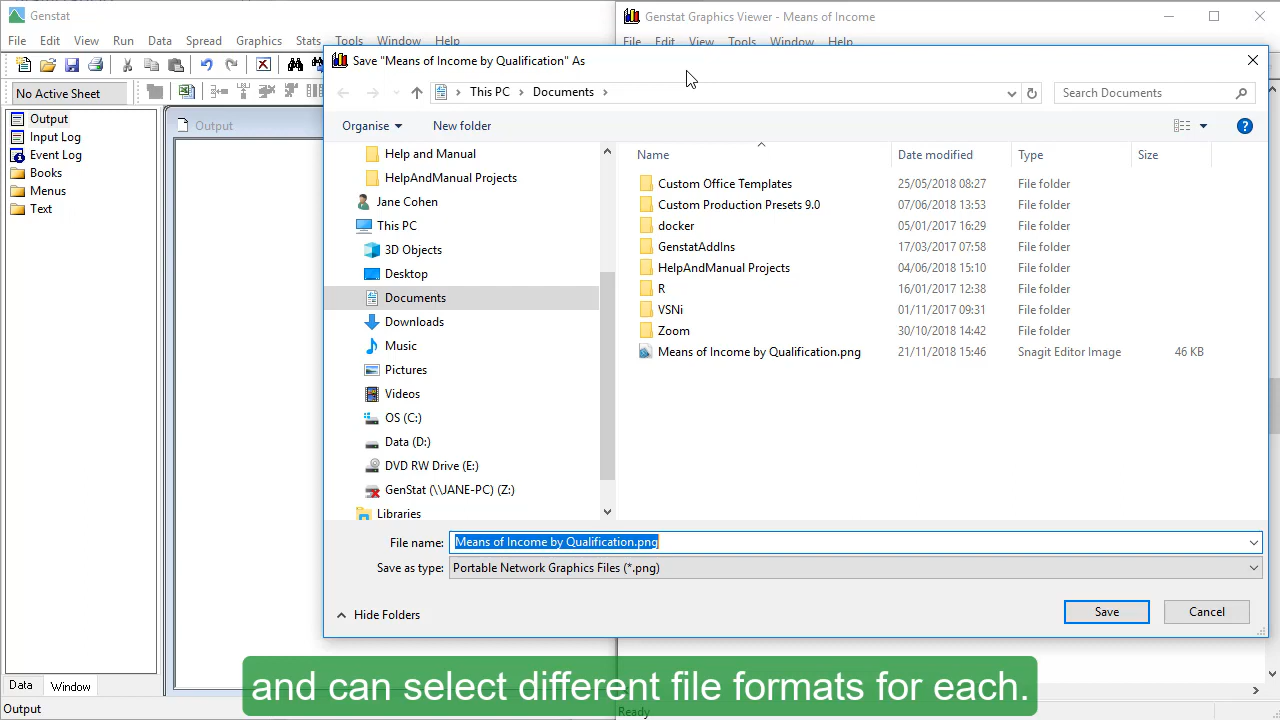 Genstat
File Edit View Run Data Spread Graphics Stats Tools Window Help
Genstat Graphics Viewer - Means of Income
File Edit View Tools Window Help
No Active Sheet
Output
Input Log
Event Log
Books
Menus
Text
Data Window
Output
Output
Save "Means of Income by Qualification" As
This PC Documents
Search Documents
Organise New folder
Help and Manual
HelpAndManual Projects
Jane Cohen
This PC
3D Objects
Desktop
Documents
Downloads
Music
Pictures
Videos
OS (C:)
Data (D:)
DVD RW Drive (E:)
GenStat (\\JANE-PC) (Z:)
Libraries
Name Date modified Type Size
Custom Office Templates 25/05/2018 08:27 File folder
Custom Production Presets 9.0 07/06/2018 13:53 File folder
docker 05/01/2017 16:29 File folder
GenstatAddIns 17/03/2017 07:58 File folder
HelpAndManual Projects 04/06/2018 15:10 File folder
R 16/01/2017 12:38 File folder
VSNi 01/11/2017 09:31 File folder
Zoom 30/10/2018 14:42 File folder
Means of Income by Qualification.png 21/11/2018 15:46 Snagit Editor Image 46 KB
File name: Means of Income by Qualification.png
Save as type: Portable Network Graphics Files (*.png)
Hide Folders
Save Cancel
and can select different file formats for each.
Ready